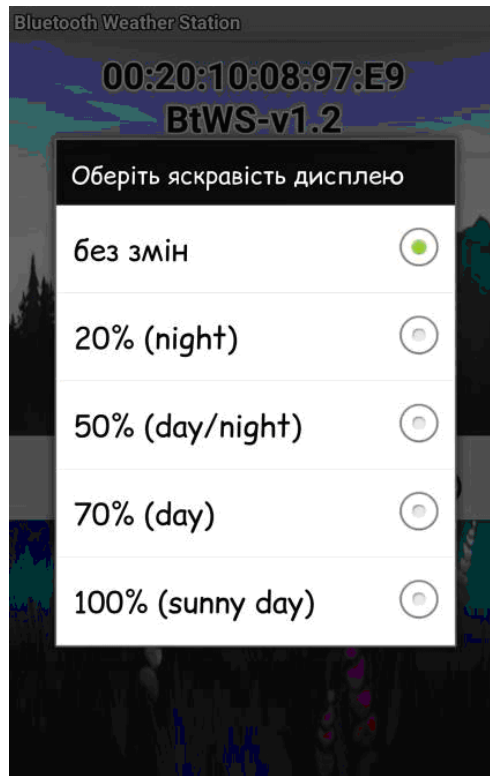 Bluetooth Weather Station
00:20:10:08:97:E9
BtWS-v1.2
Оберіть яскравість дисплею
без змін
20% (night)
50% (day/night)
70% (day)
100% (sunny day)